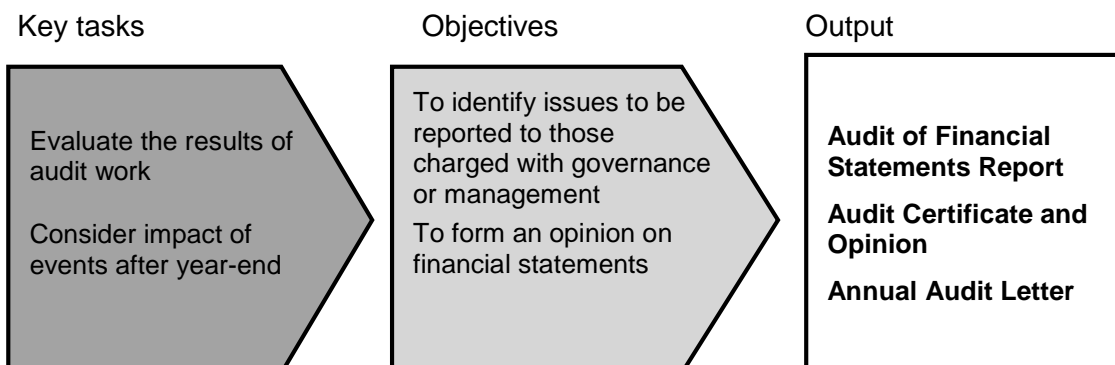 Key tasks
Objectives
Output
Evaluate the results of
audit work
Consider impact of
events after year-end
To identify issues to be
reported to those
charged with governance
or management
To form an opinion on
financial statements
Audit of Financial
Statements Report
Audit Certificate and
Opinion
Annual Audit Letter